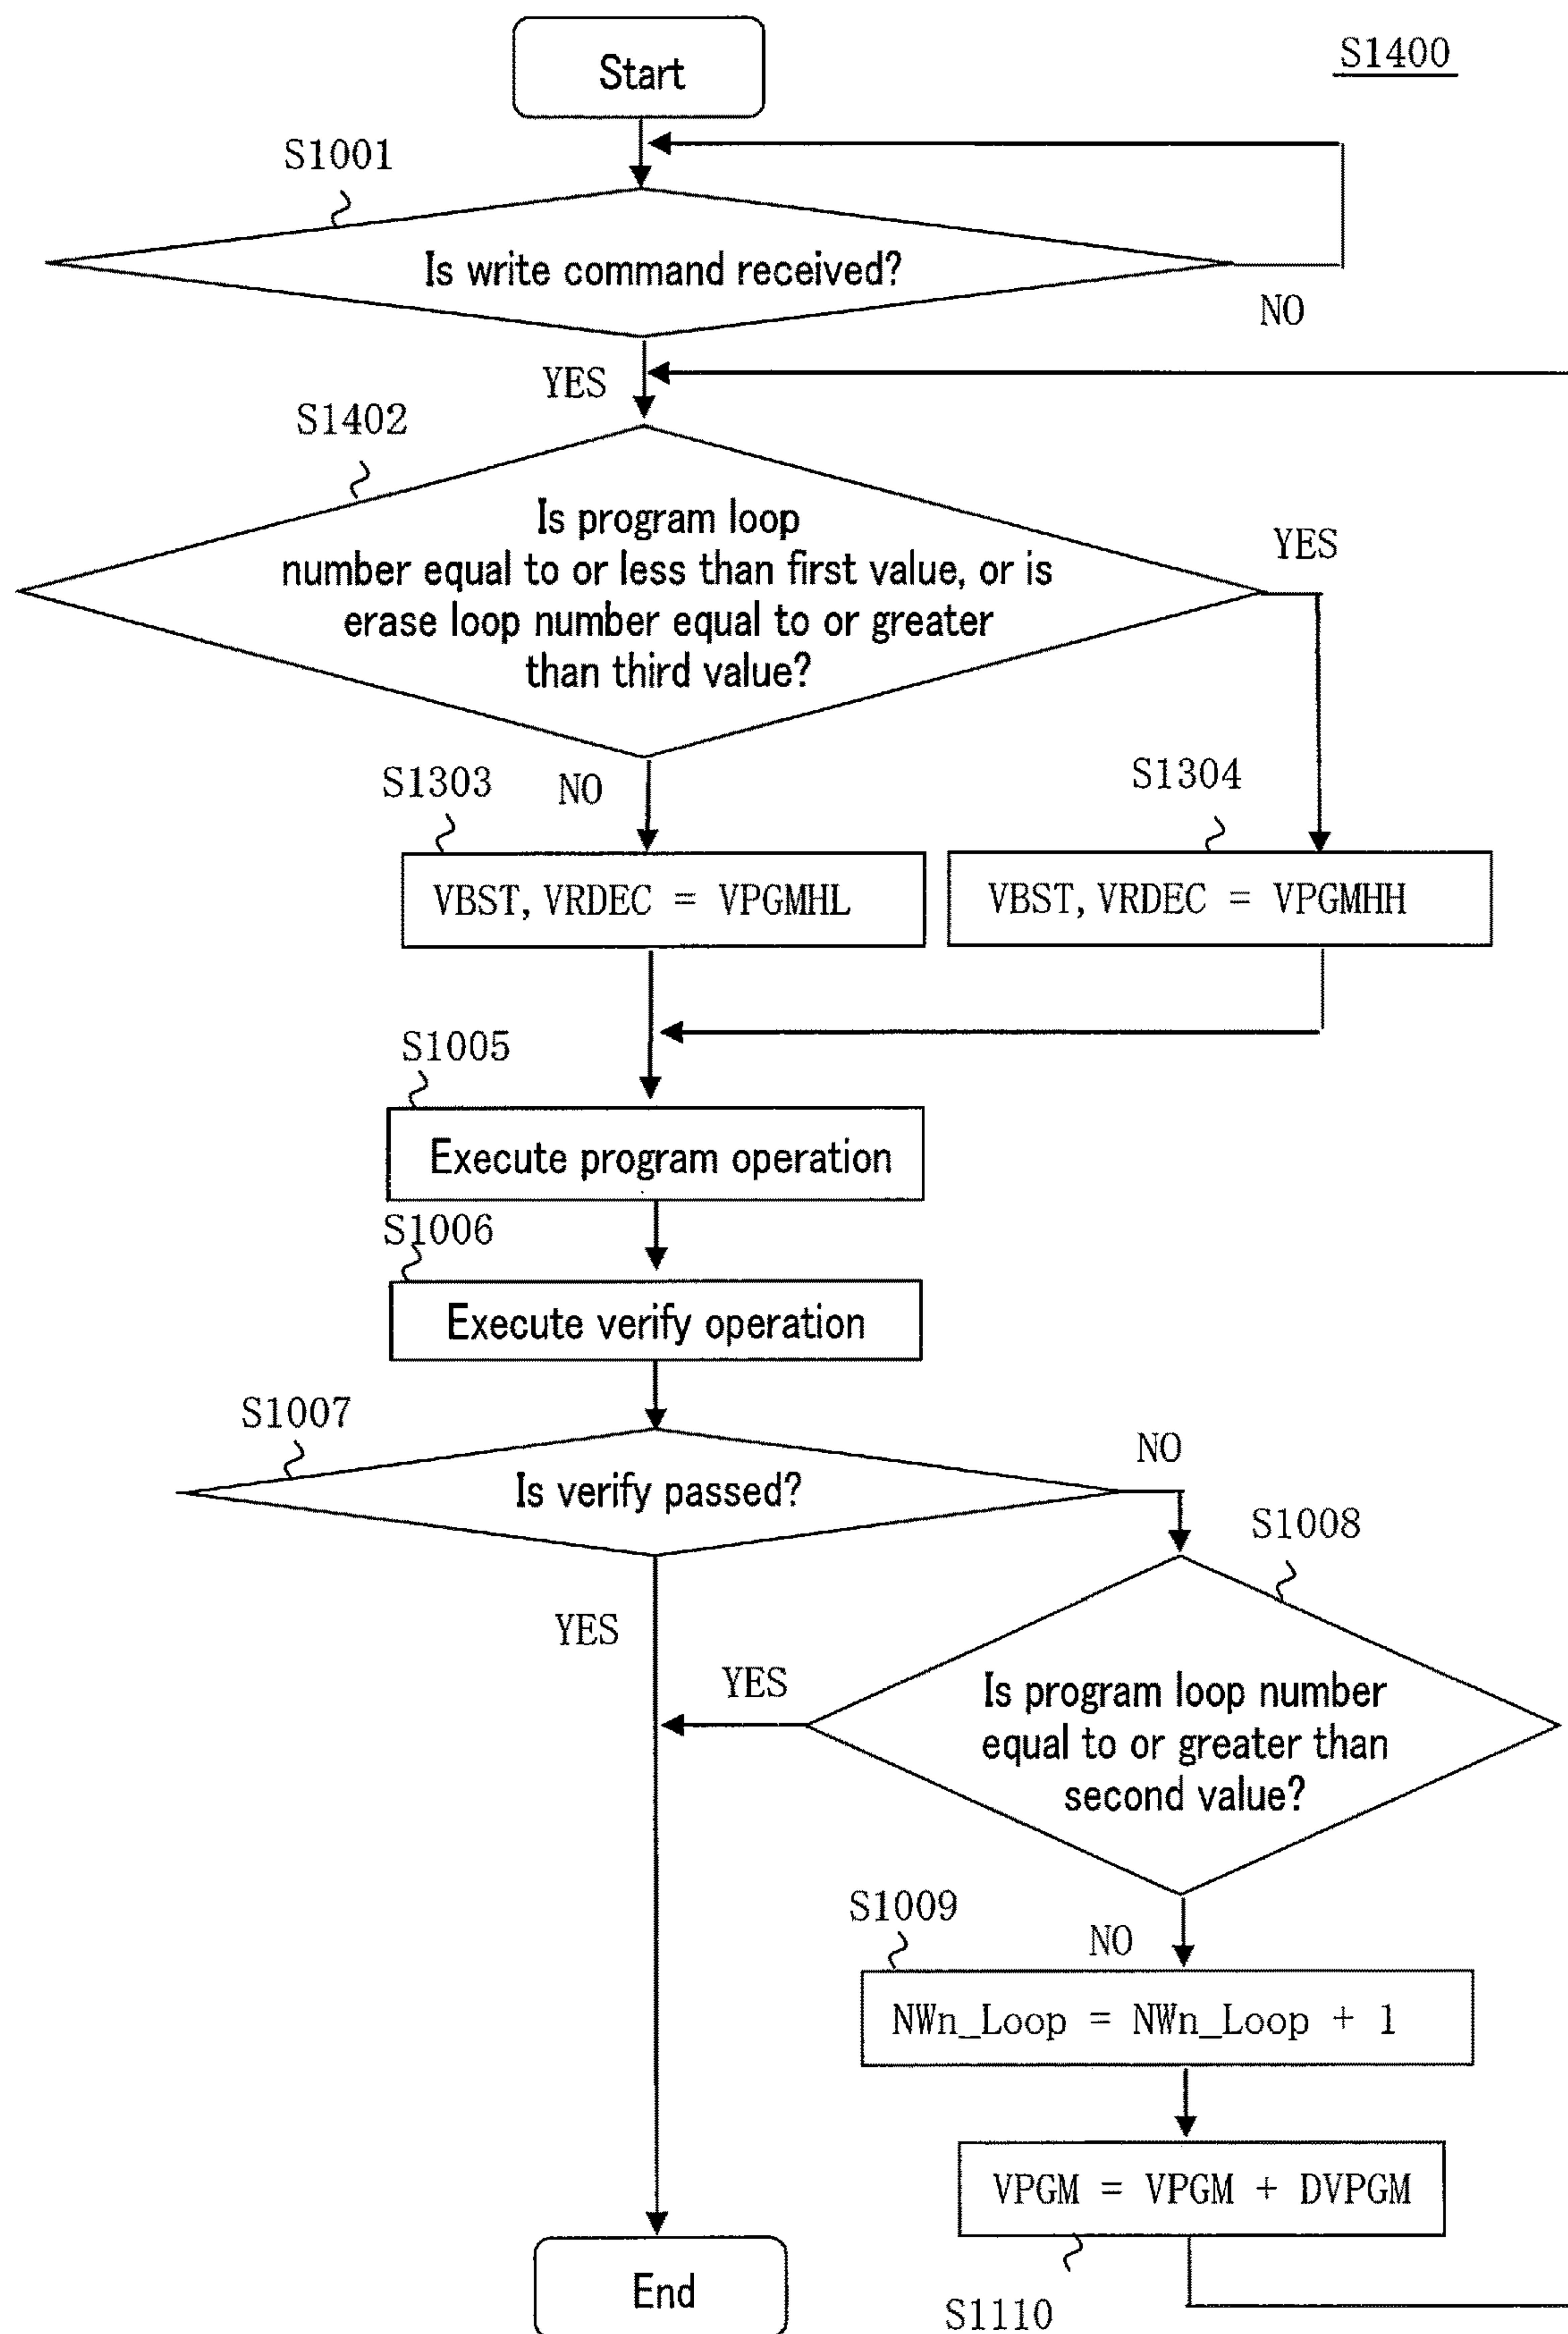 Start
S1400
S1001
Is write command received?
NO
YES
S1402
Is program loop
number equal to or less than first value, or is
erase loop number equal to or greater
than third value?
YES
S1303
NO
S1304
VBST, VRDEC = VPGMHL
VBST, VRDEC = VPGMHH
S1005
Execute program operation
S1006
Execute verify operation
S1007
Is verify passed?
NO
S1008
YES
YES
Is program loop number
equal to or greater than
second value?
S1009
NO
NWn_Loop = NWn_Loop + 1
VPGM = VPGM + DVPGM
S1110
End